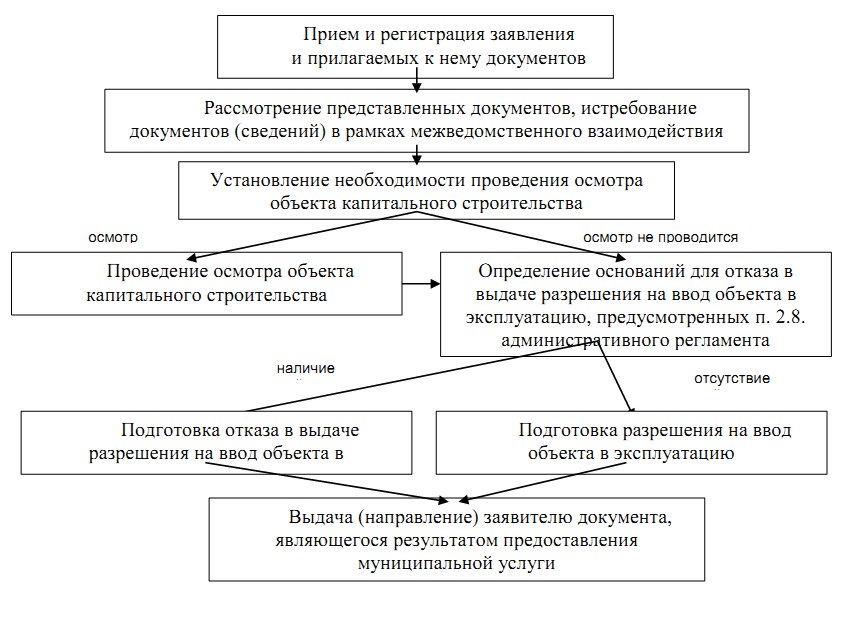 Прием и регистрация заявления
и прилагаемых к нему документов
Рассмотрение представленных документов, истребование
документов (сведений) в рамках межведомственного взаимодействия
Установление необходимости проведения осмотра
объекта капитального строительства
осмотр
осмотр не проводится
Проведение осмотра объекта
капитального строительства
Определение оснований для отказа в
выдаче разрешения на ввод объекта в
эксплуатацию, предусмотренных п. 2.8.
административного регламента
наличие
отсутствие
Подготовка отказа в выдаче
разрешения на ввод объекта в
Подготовка разрешения на ввод
объекта в эксплуатацию
Выдача (направление) заявителю документа,
являющегося результатом предоставления
муниципальной услуги